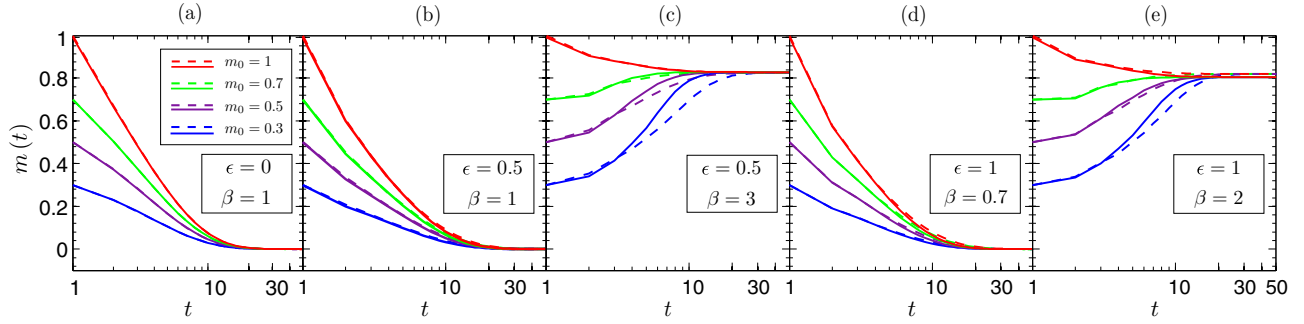 (a) (b) (c) (d) (e)
1
0.8
0.6
0.4
0.2
0
m (t)
m₀ = 1
m₀ = 0.7
m₀ = 0.5
m₀ = 0.3
ϵ = 0
β = 1
ϵ = 0.5
β = 1
ϵ = 0.5
β = 3
ϵ = 1
β = 0.7
ϵ = 1
β = 2
1 10 30 1 10 30 1 10 30 1 10 30 1 10 30 50
t t t t t